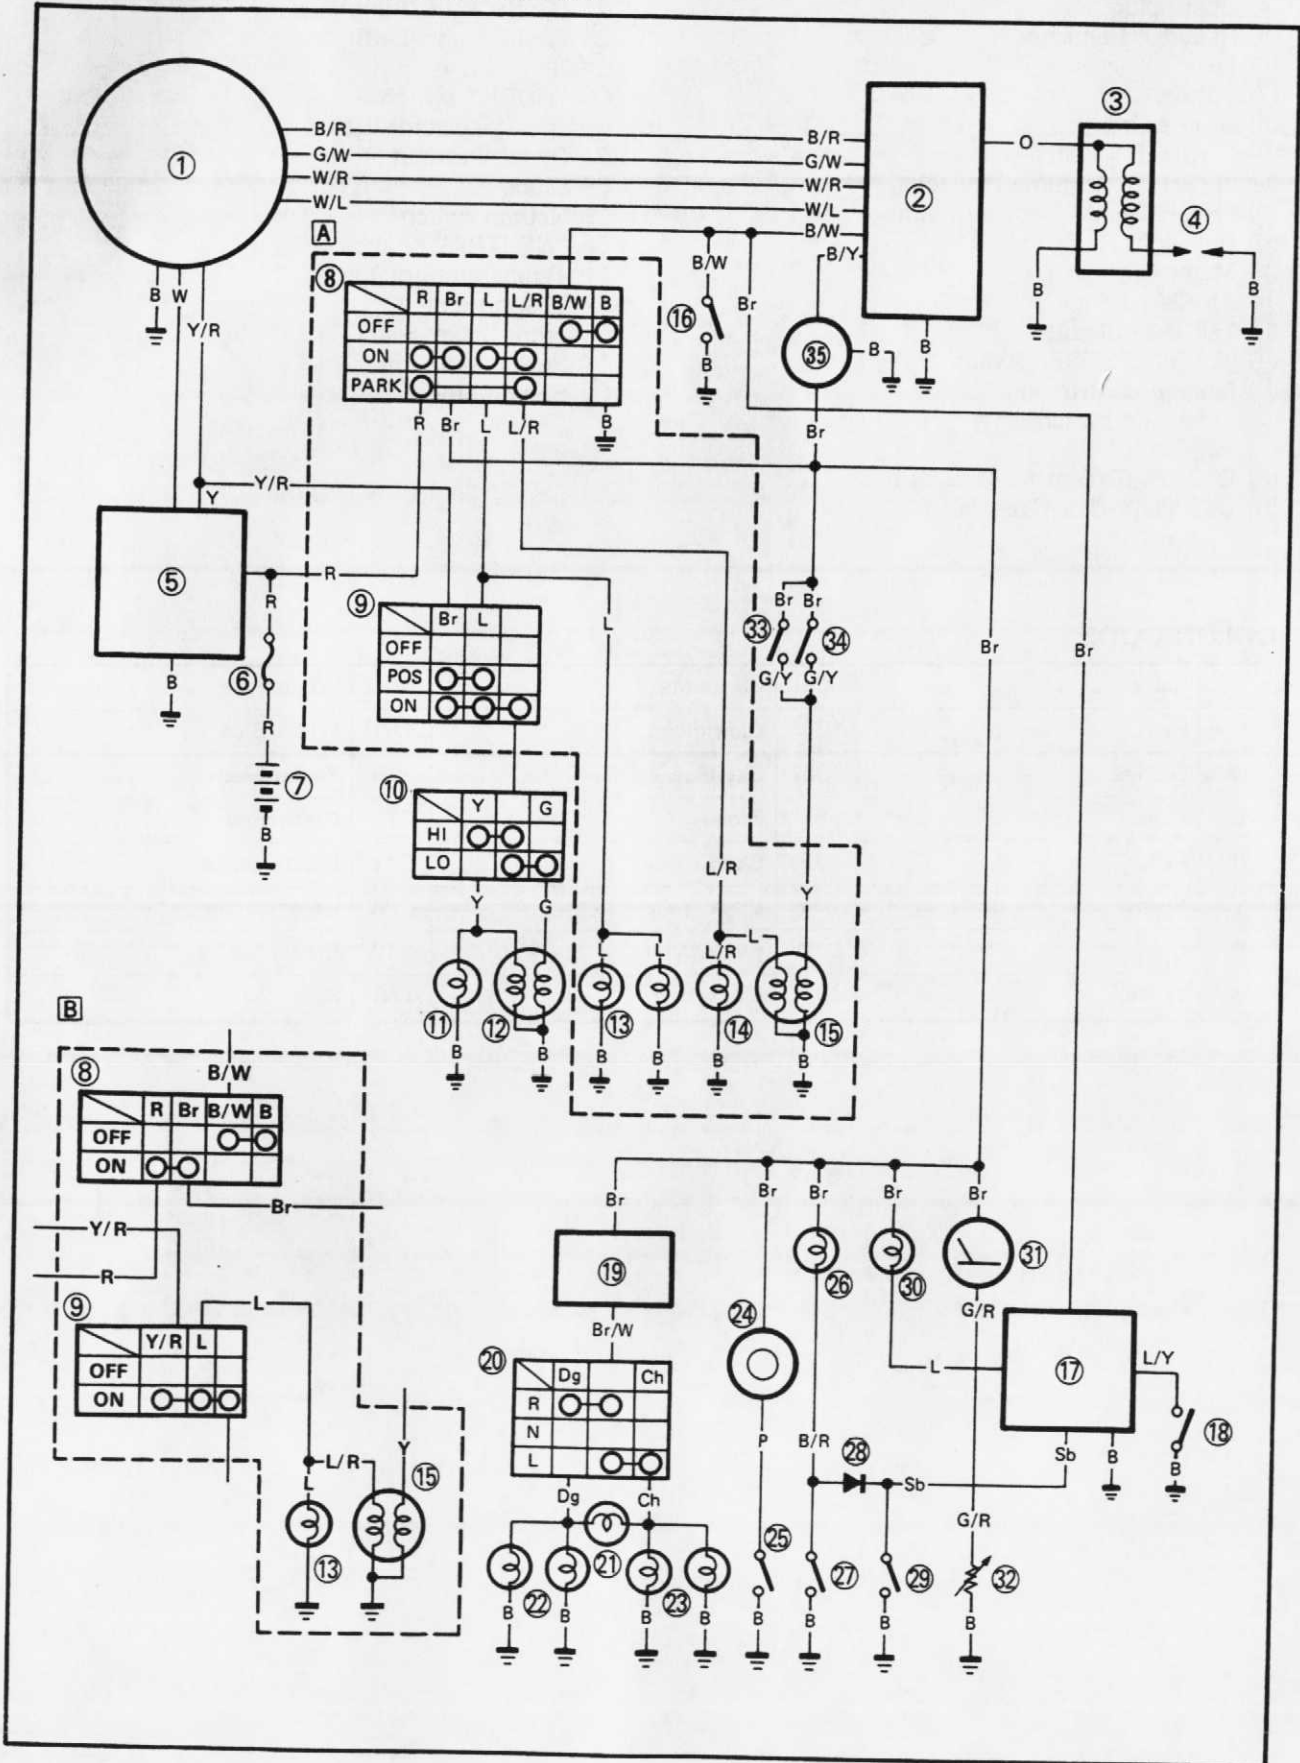 ①
B/R B/R
G/W G/W
W/R W/R
W/L W/L
B/W
B/Y
②
O
③
④
B
B
B W
Y/R
A
⑧
R Br L L/R B/W B
OFF
ON
PARK
R Br L L/R
B
B/W
⑯
B
Br
㉟
B
B
Br
Y/R
Y
⑤
R
R
B
⑥
R
⑦
B
⑨
Br L
OFF
POS
ON
L
Br Br
㉝ ㉞
G/Y G/Y
Br
Br
⑩
Y G
HI
LO
Y
G
L/R
Y
L L L/R L
⑪ ⑫ ⑬ ⑭ ⑮
B B B B B B
B
B/W
⑧
R Br B/W B
OFF
ON
Br
Y/R
R
⑨
L
Y/R L
OFF
ON
L/R
Y
L
⑮
⑬
Br Br Br Br Br
⑲
Br/W
⑳
Dg Ch
R
N
L
Dg Ch
㉑
㉒ ㉓
B B B B
㉔
P
㉕
B
㉖
B/R
㉘
Sb
㉗
B
㉙
B
㉚
L
㉛
G/R
G/R
㉜
B
⑰
L/Y
⑱
B
Sb
B